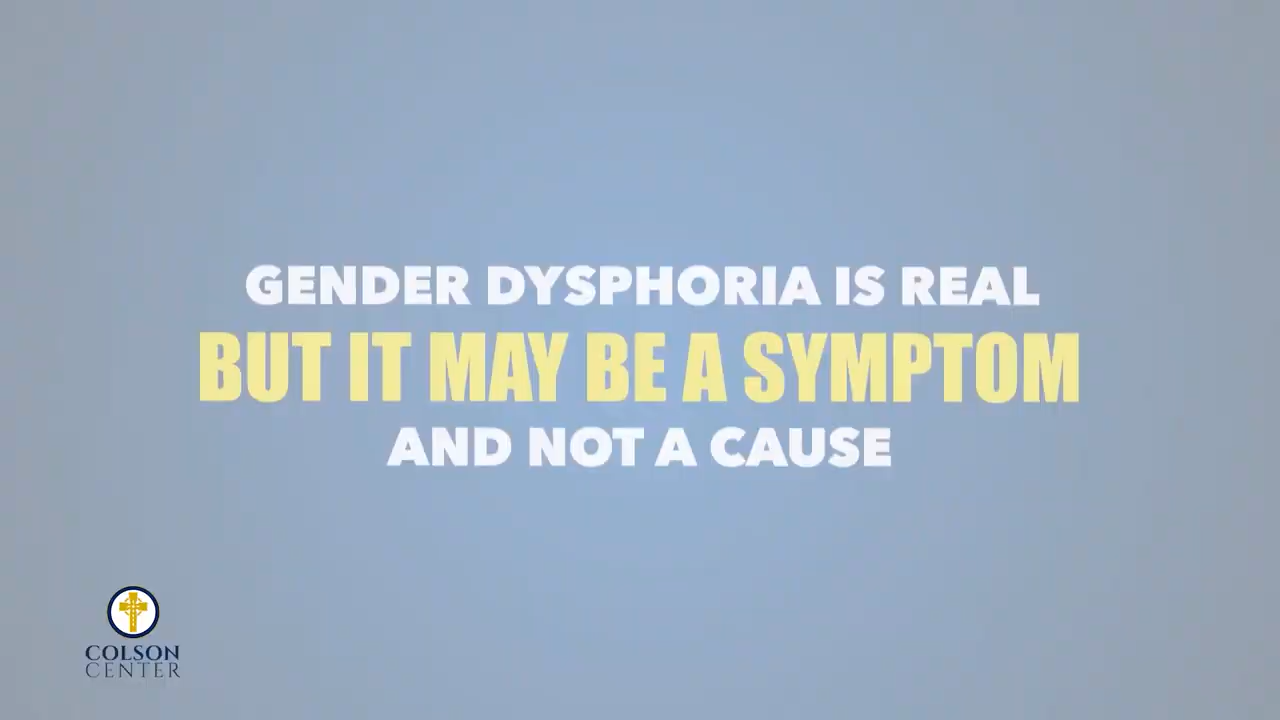 GENDER DYSPHORIA IS REAL
BUT IT MAY BE A SYMPTOM
AND NOT A CAUSE
COLSON
CENTER